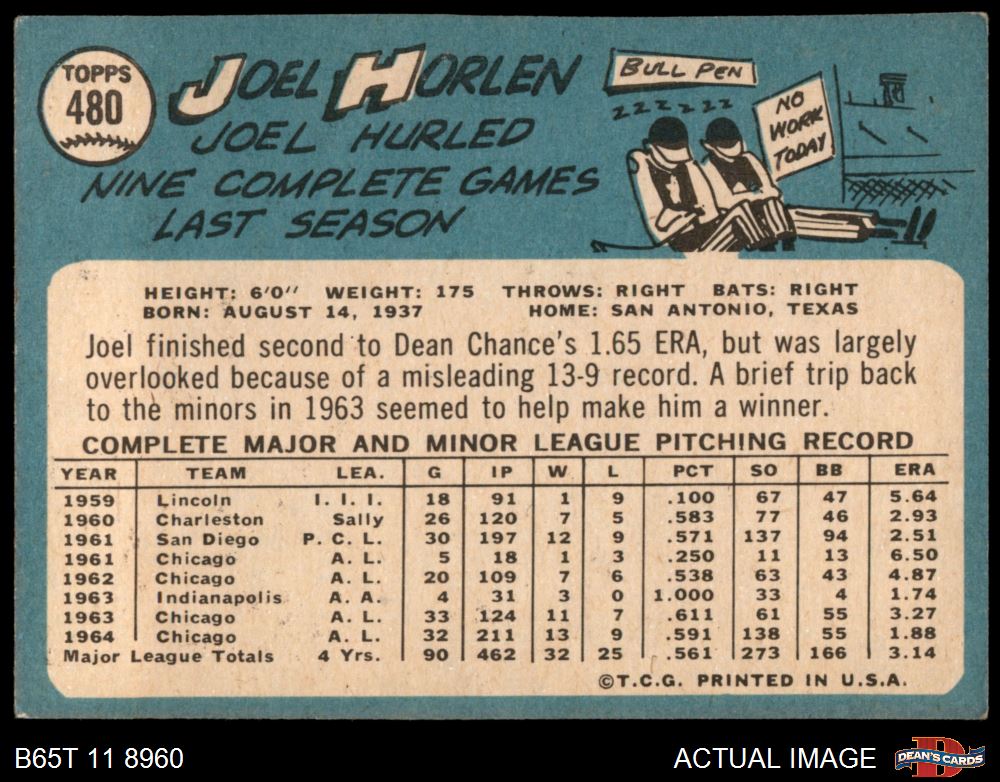 TOPPS
480
JOEL HORLEN
JOEL HURLED
NINE COMPLETE GAMES
LAST SEASON
BULL PEN
zzzzzz
NO
WORK
TODAY
HEIGHT: 6'0" WEIGHT: 175 THROWS: RIGHT BATS: RIGHT
BORN: AUGUST 14, 1937 HOME: SAN ANTONIO, TEXAS
Joel finished second to Dean Chance's 1.65 ERA, but was largely
overlooked because of a misleading 13-9 record. A brief trip back
to the minors in 1963 seemed to help make him a winner.
COMPLETE MAJOR AND MINOR LEAGUE PITCHING RECORD
YEAR TEAM LEA. G IP W L PCT SO BB ERA
1959 Lincoln I. I. I. 18 91 1 9 .100 67 47 5.64
1960 Charleston Sally 26 120 7 5 .583 77 46 2.93
1961 San Diego P. C. L. 30 197 12 9 .571 137 94 2.51
1961 Chicago A. L. 5 18 1 3 .250 11 13 6.50
1962 Chicago A. L. 20 109 7 6 .538 63 43 4.87
1963 Indianapolis A. A. 4 31 3 0 1.000 33 4 1.74
1963 Chicago A. L. 33 124 11 7 .611 61 55 3.27
1964 Chicago A. L. 32 211 13 9 .591 138 55 1.88
Major League Totals 4 Yrs. 90 462 32 25 .561 273 166 3.14
©T.C.G. PRINTED IN U.S.A.
B65T 11 8960 ACTUAL IMAGE DEAN'S CARDS